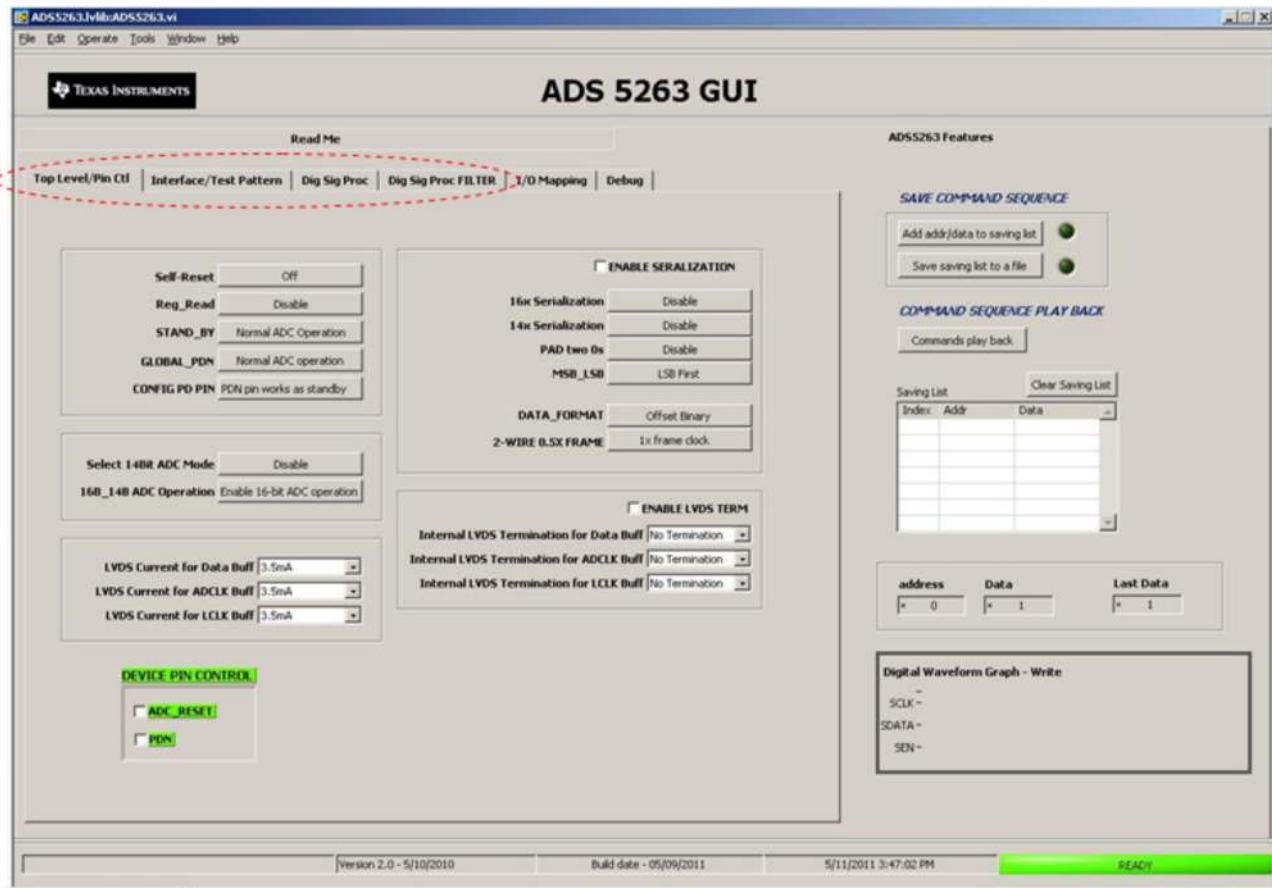 ADS5263.lvlib:ADS5263.vi
File Edit Operate Tools Window Help
TEXAS INSTRUMENTS
ADS 5263 GUI
Read Me
ADS5263 Features
Top Level/Pin Ctl
Interface/Test Pattern
Dig Sig Proc
Dig Sig Proc FILTER
I/O Mapping
Debug
Self-Reset Off
Reg_Read Disable
STAND_BY Normal ADC Operation
GLOBAL_PDN Normal ADC operation
CONFIG PD PIN PDN pin works as standby
Select 14Bit ADC Mode Disable
16B_14B ADC Operation Enable 16-bit ADC operation
LVDS Current for Data Buff 3.5mA
LVDS Current for ADCLK Buff 3.5mA
LVDS Current for LCLK Buff 3.5mA
DEVICE PIN CONTROL
ADC_RESET
PDN
ENABLE SERALIZATION
16x Serialization Disable
14x Serialization Disable
PAD two 0s Disable
MSB_LSB LSB First
DATA_FORMAT Offset Binary
2-WIRE 0.5X FRAME 1x frame clock
ENABLE LVDS TERM
Internal LVDS Termination for Data Buff No Termination
Internal LVDS Termination for ADCLK Buff No Termination
Internal LVDS Termination for LCLK Buff No Termination
SAVE COMMAND SEQUENCE
Add addr/data to saving list
Save saving list to a file
COMMAND SEQUENCE PLAY BACK
Commands play back
Saving List
Clear Saving List
Index Addr Data
address Data Last Data
x 0 x 1 x 1
Digital Waveform Graph - Write
SCLK
SDATA
SEN
Version 2.0 - 5/10/2010
Build date - 05/09/2011
5/11/2011 3:47:02 PM
READY